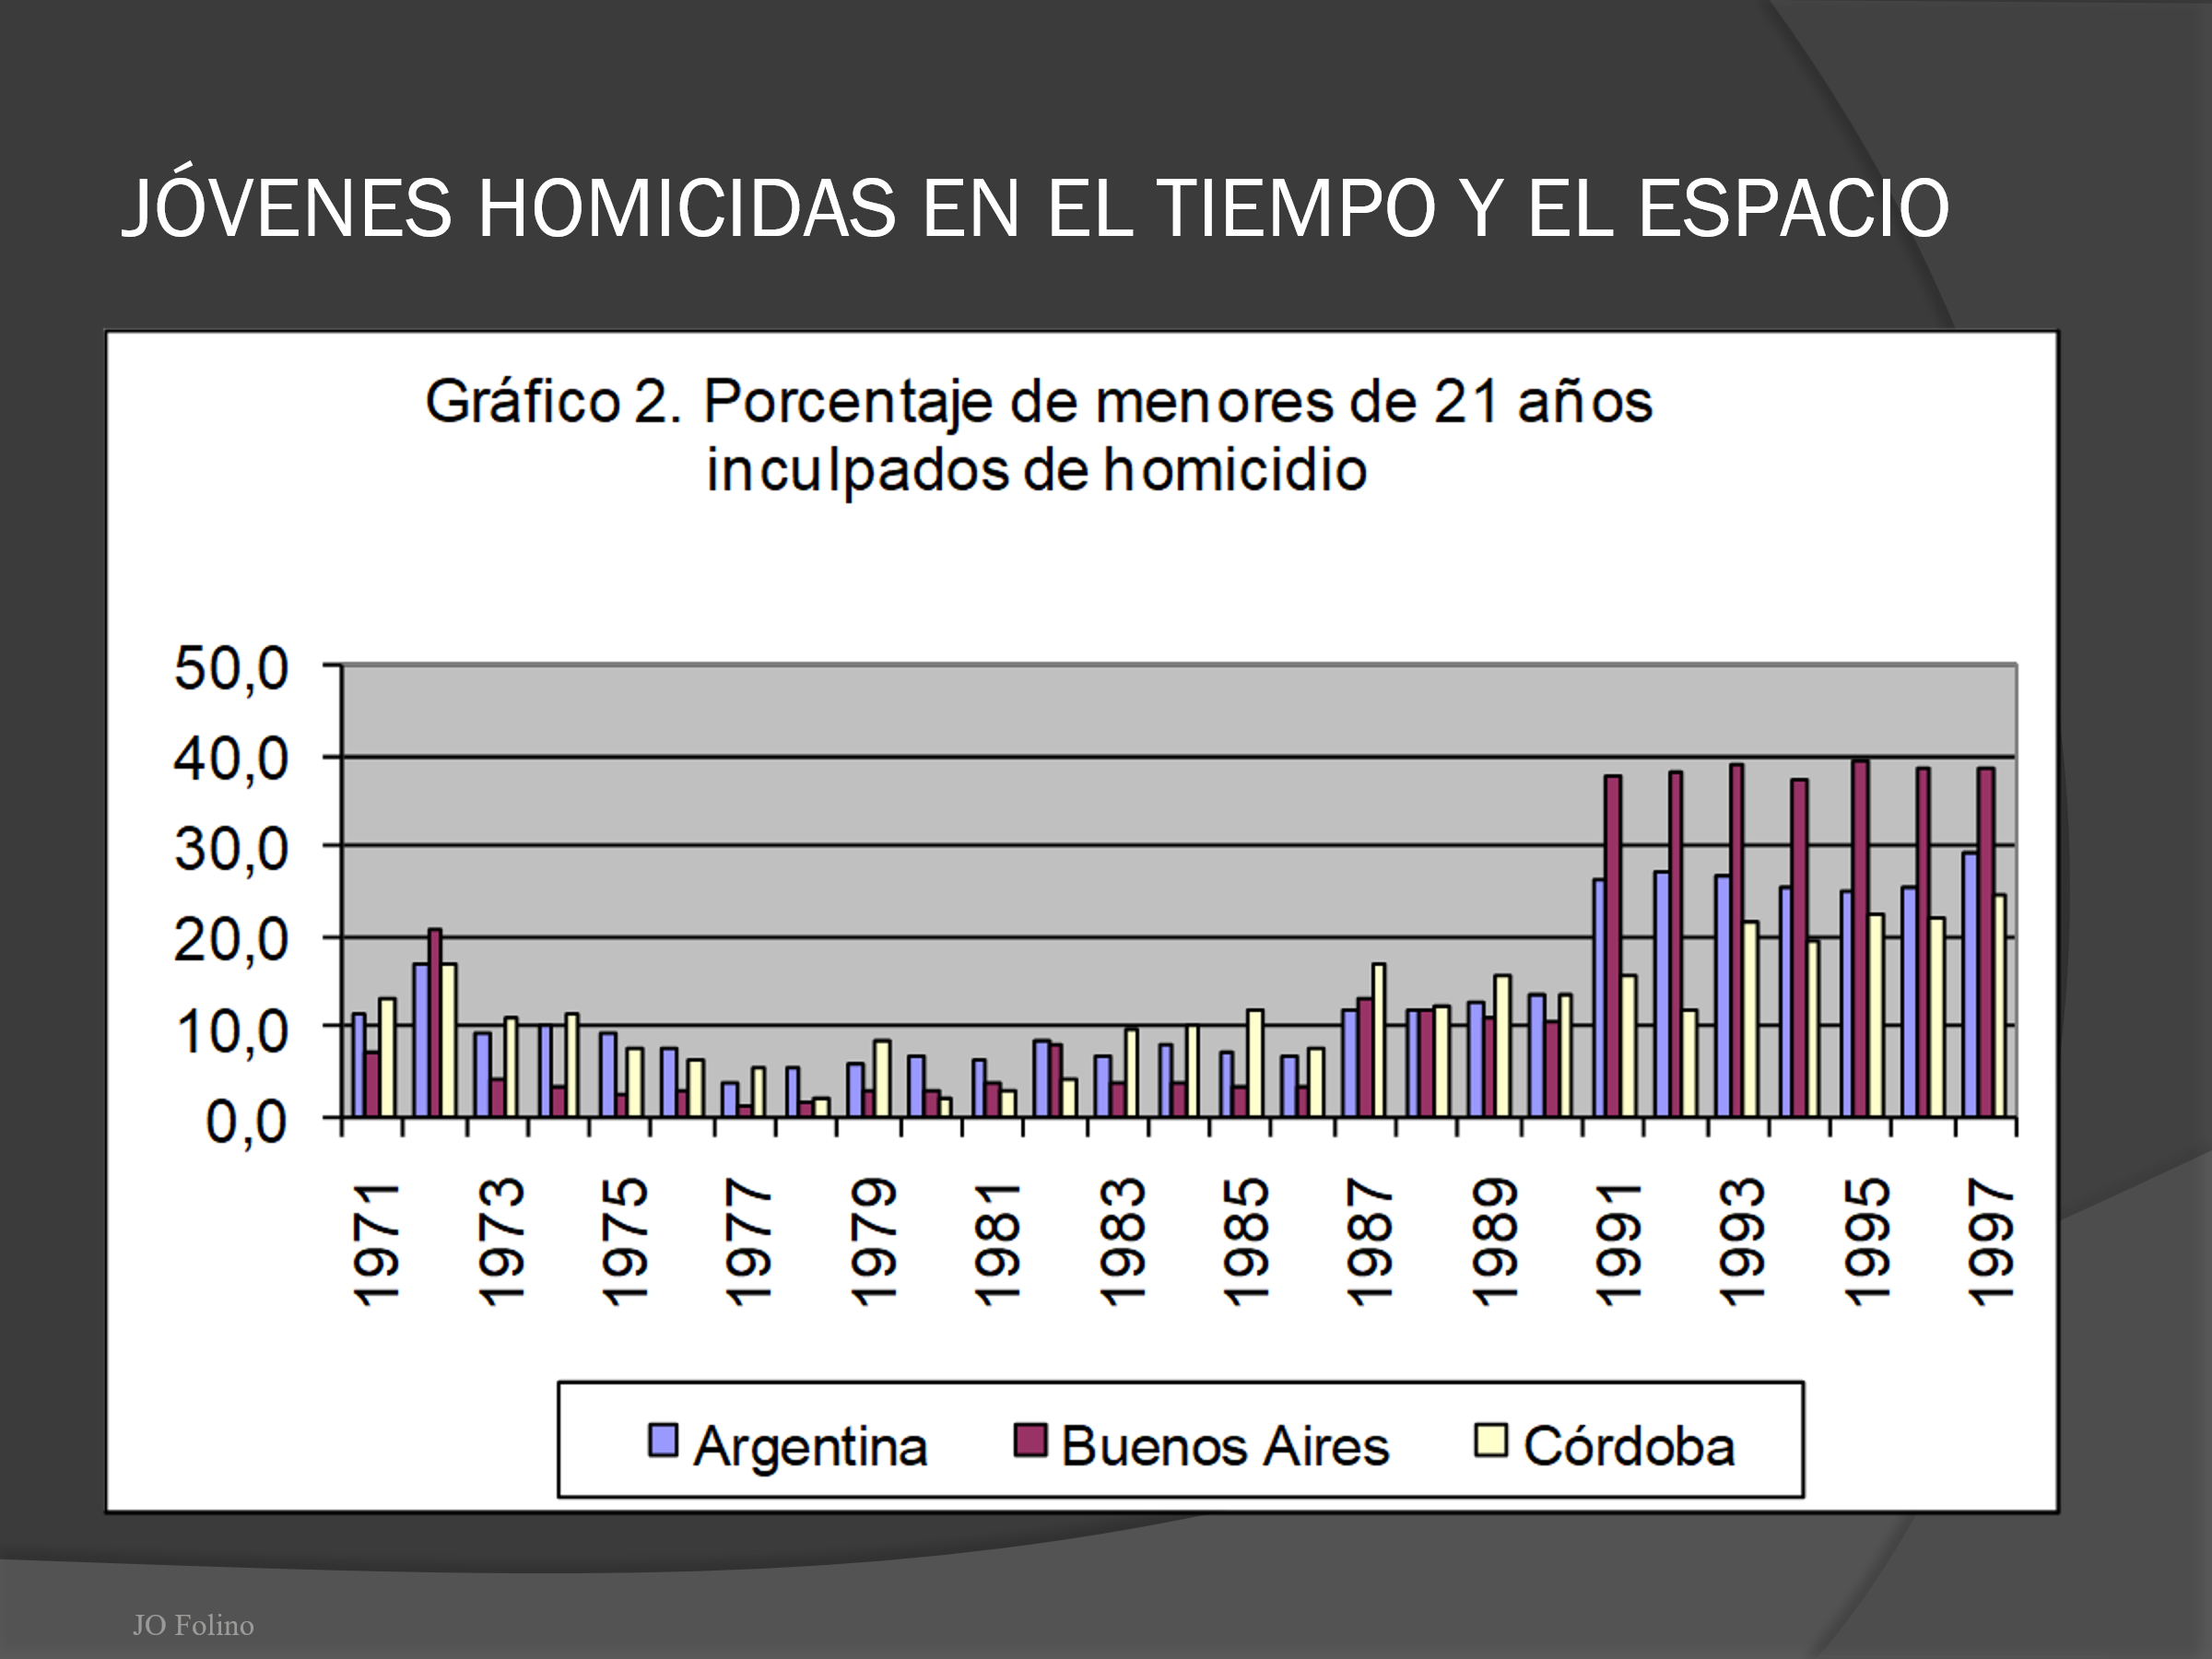 JÓVENES HOMICIDAS EN EL TIEMPO Y EL ESPACIO
Gráfico 2. Porcentaje de menores de 21 años
inculpados de homicidio
50,0
40,0
30,0
20,0
10,0
0,0
1971 1973 1975 1977 1979 1981 1983 1985 1987 1989 1991 1993 1995 1997
Argentina Buenos Aires Córdoba
JO Folino